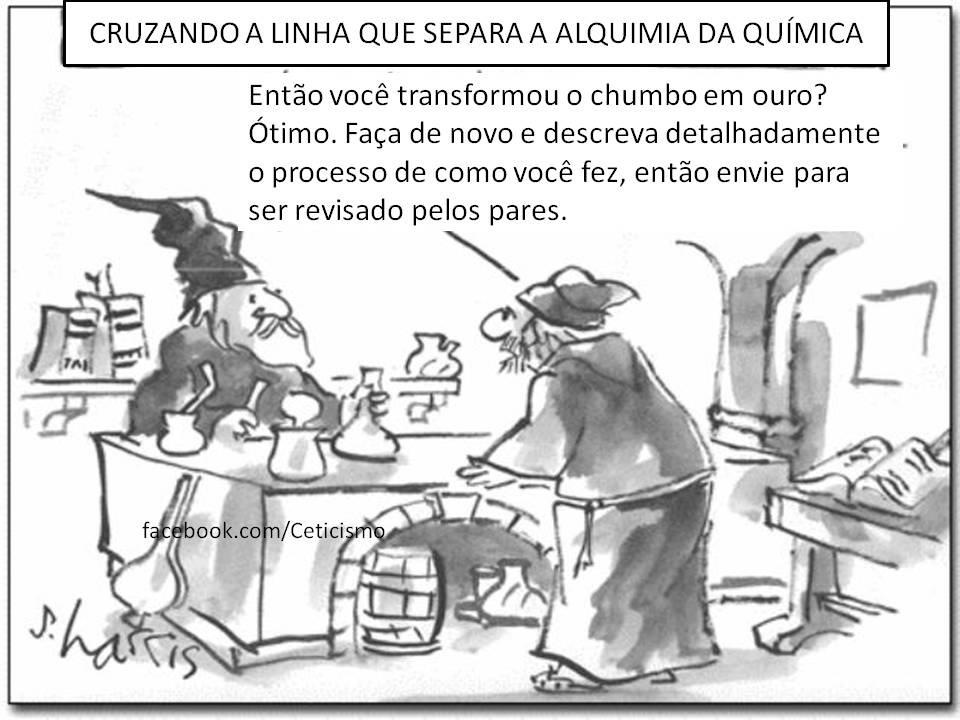 CRUZANDO A LINHA QUE SEPARA A ALQUIMIA DA QUÍMICA
Então você transformou o chumbo em ouro?
Ótimo. Faça de novo e descreva detalhadamente
o processo de como você fez, então envie para
ser revisado pelos pares.
facebook.com/Ceticismo
s. harris